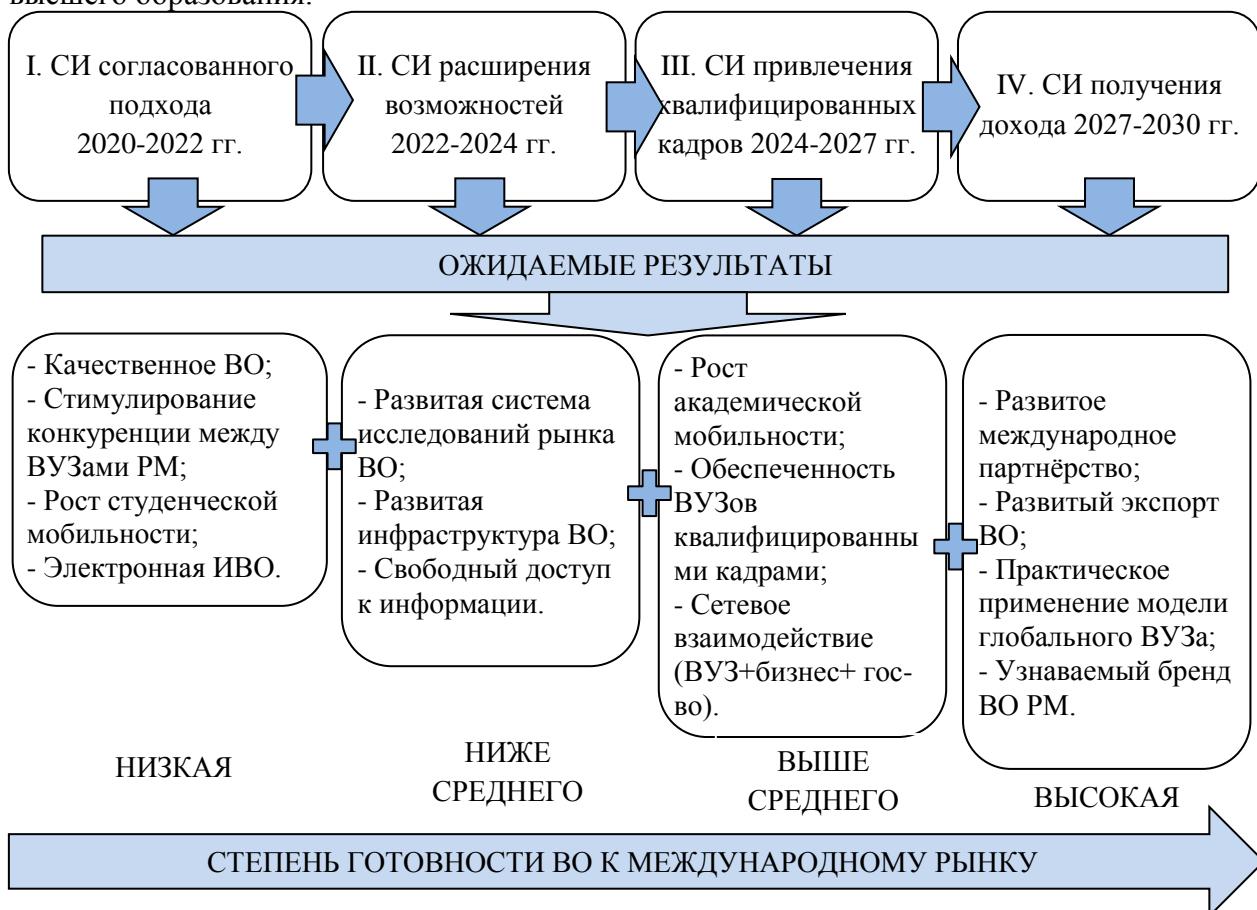 высшего образования.
I. СИ согласованного
подхода
2020-2022 гг.
II. СИ расширения
возможностей
2022-2024 гг.
III. СИ привлечения
квалифицированных
кадров 2024-2027 гг.
IV. СИ получения
дохода 2027-2030 гг.
ОЖИДАЕМЫЕ РЕЗУЛЬТАТЫ
- Качественное ВО;
- Стимулирование
конкуренции между
ВУЗами РМ;
- Рост студенческой
мобильности;
- Электронная ИВО.
- Развитая система
исследований рынка
ВО;
- Развитая
инфраструктура ВО;
- Свободный доступ
к информации.
- Рост
академической
мобильности;
- Обеспеченность
ВУЗов
квалифицированны
ми кадрами;
- Сетевое
взаимодействие
(ВУЗ+бизнес+ гос-
во).
- Развитое
международное
партнёрство;
- Развитый экспорт
ВО;
- Практическое
применение модели
глобального ВУЗа;
- Узнаваемый бренд
ВО РМ.
НИЗКАЯ
НИЖЕ
СРЕДНЕГО
ВЫШЕ
СРЕДНЕГО
ВЫСОКАЯ
СТЕПЕНЬ ГОТОВНОСТИ ВО К МЕЖДУНАРОДНОМУ РЫНКУ